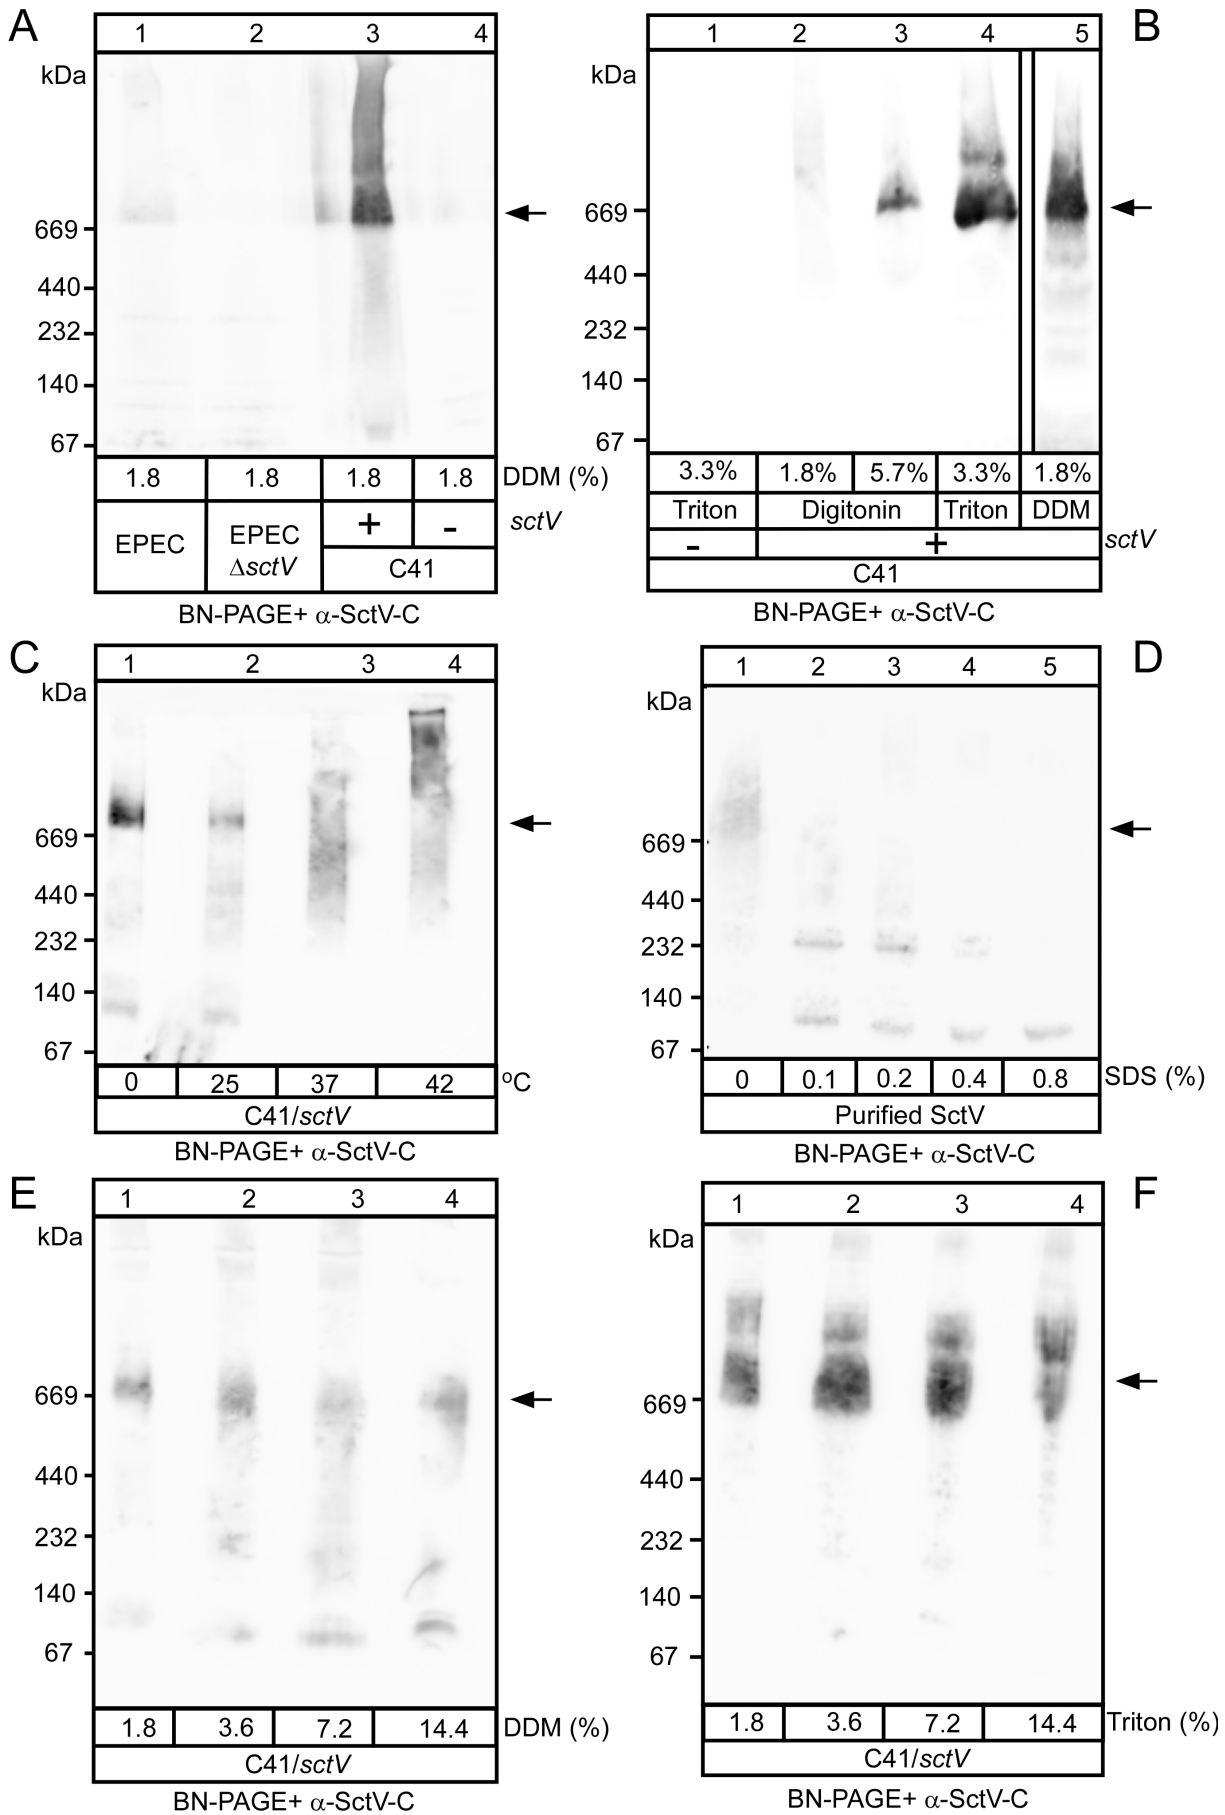 A
1 2 3 4
kDa
669
440
232
140
67
1.8 1.8 1.8 1.8 DDM (%)
EPEC EPEC ΔsctV + - sctV
C41
BN-PAGE+ α-SctV-C
B
1 2 3 4 5
kDa
669
440
232
140
67
3.3% 1.8% 5.7% 3.3% 1.8%
Triton Digitonin Triton DDM
- + sctV
C41
BN-PAGE+ α-SctV-C
C
1 2 3 4
kDa
669
440
232
140
67
0 25 37 42 ºC
C41/sctV
BN-PAGE+ α-SctV-C
D
1 2 3 4 5
kDa
669
440
232
140
67
0 0.1 0.2 0.4 0.8 SDS (%)
Purified SctV
BN-PAGE+ α-SctV-C
E
1 2 3 4
kDa
669
440
232
140
67
1.8 3.6 7.2 14.4 DDM (%)
C41/sctV
BN-PAGE+ α-SctV-C
F
1 2 3 4
kDa
669
440
232
140
67
1.8 3.6 7.2 14.4 Triton (%)
C41/sctV
BN-PAGE+ α-SctV-C